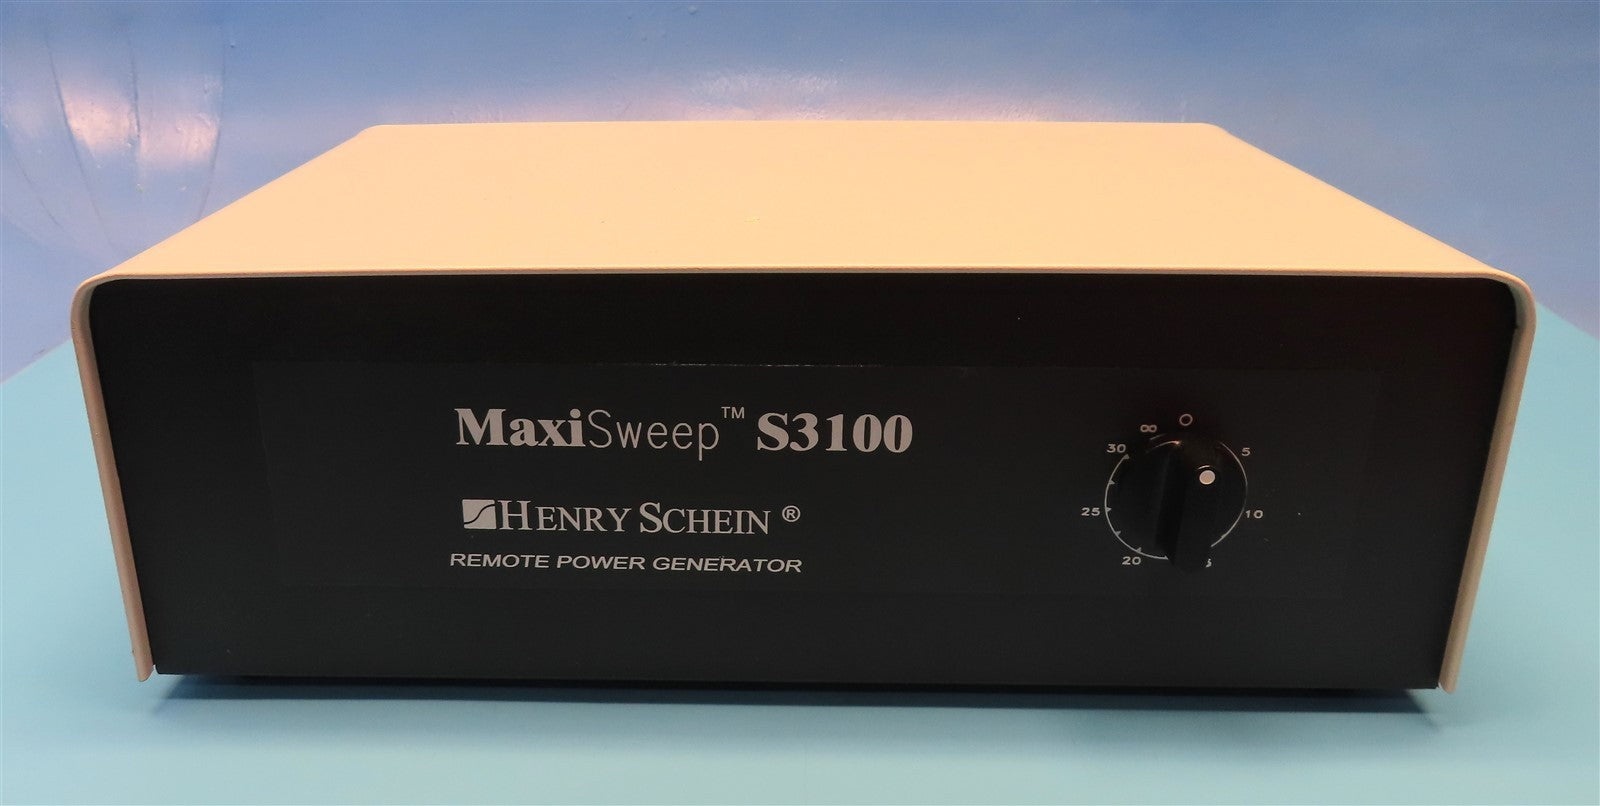 MaxiSweep™ S3100
HENRY SCHEIN ®
REMOTE POWER GENERATOR
∞ O
30 5
25 10
20